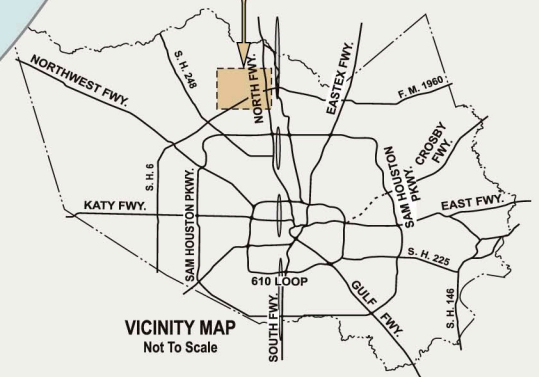 NORTHWEST FWY.
S. H. 248
NORTH FWY.
EASTEX FWY.
F. M. 1960
CROSBY
FWY.
SAM HOUSTON
PKWY.
S. H. 6
SAM HOUSTON PKWY.
KATY FWY.
EAST FWY.
S. H. 225
610 LOOP
GULF FWY.
S. H. 146
SOUTH FWY.
VICINITY MAP
Not To Scale